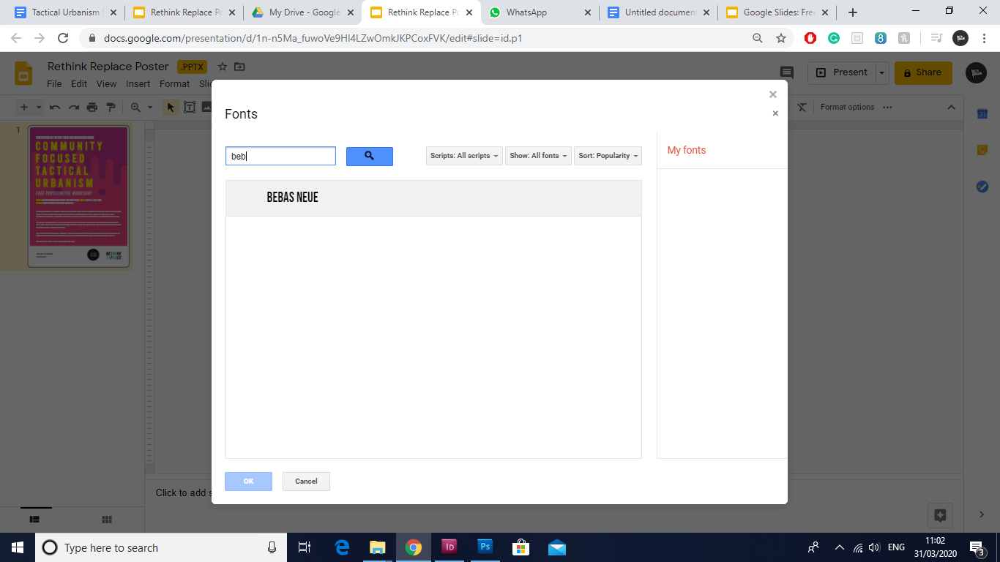 Tactical Urbanism
Rethink Replace Po
My Drive - Google
Rethink Replace Po
WhatsApp
Untitled document
Google Slides: Free
docs.google.com/presentation/d/1n-n5Ma_fuwoVe9Hl4LZwOmkJKPCoxFVK/edit#slide=id.p1
Rethink Replace Poster .PPTX
Present
Share
File Edit View Insert Format Slid
Format options
Fonts
beb
Scripts: All scripts
Show: All fonts
Sort: Popularity
My fonts
BEBAS NEUE
OK
Cancel
1
COMMUNITY
FOCUSED
TACTICAL
URBANISM
FREE PARTICIPATIVE WORKSHOP
Click to add s
Type here to search
ENG
11:02
31/03/2020
3